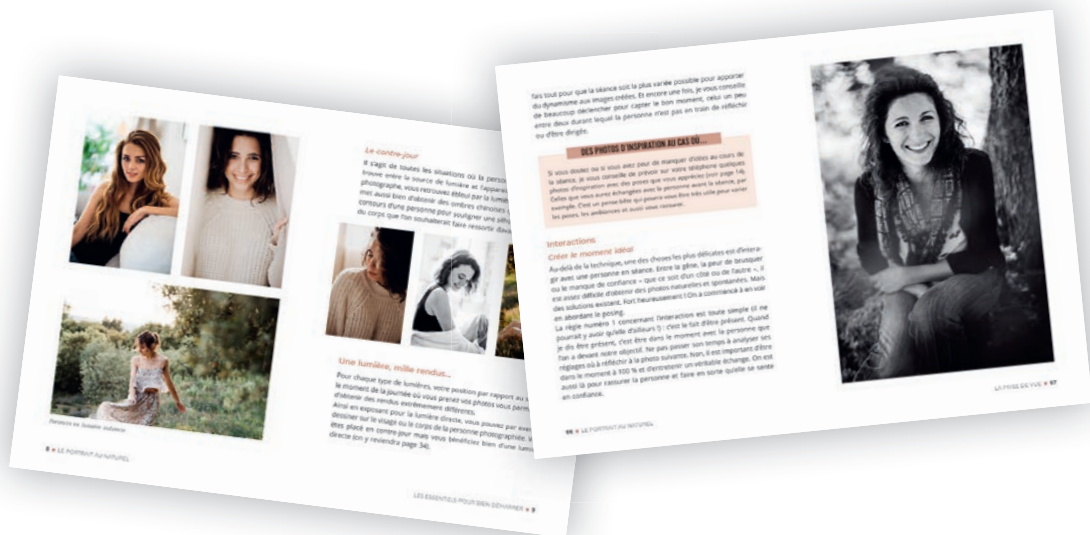 Le contre-jour
Il s'agit de toutes les situations où la perso
trouve entre la source de lumière et l'appare
photographe, vous retrouvez ébloui par la lumiè
mes aussi bien d'obtenir des ombres chinoises
contours d'une personne pour souligner une silh
du corps que l'on souhaiterait faire ressortir dava
Une lumière, mille rendus...
Pour chaque type de lumières, votre position par rapport au s
le moment de la journée où vous prenez vos photos vous perm
d'obtenir des rendus extrêmement différents.
Ainsi en exposant pour la lumière directe, vous pouvez par exe
dessiner sur le visage ou le corps de la personne photographiée. V
êtes placé en contre-jour mais vous bénéficiez bien d'une lumi
directe (on y reviendra page 34).
8 LE PORTRAIT AU NATUREL
LES ESSENTIELS POUR BIEN DÉMARRER 9
fais tout pour que la séance soit la plus variée possible pour apporter
du dynamisme aux images créées. Et encore une fois, je vous conseille
de beaucoup déclencher pour capter le bon moment, celui un peu
entre deux durant lequel la personne n'est pas en train de réfléchir
ou d'être dirigée.
DES PHOTOS D'INSPIRATION AU CAS OÙ...
Si vous doutez ou si vous avez peur de manquer d'idées au cours de
la séance, je vous conseille de prévoir sur votre téléphone quelques
photos d'inspiration avec des poses que vous appréciez (voir page 14).
Celles que vous aurez échangées avec la personne avant la séance, par
exemple. C'est un pense-bête qui pourra vous être très utile pour varier
les poses, les ambiances et aussi vous rassurer.
Interactions
Créer le moment idéal
Au-delà de la technique, une des choses les plus délicates est d'intera-
gir avec une personne en séance. Entre la gêne, la peur de brusquer
ou le manque de confiance – que ce soit d'un côté ou de l'autre –, il
est assez difficile d'obtenir des photos naturelles et spontanées. Mais
des solutions existent. Fort heureusement ! On a commencé à en voir
en abordant le posing.
La règle numéro 1 concernant l'interaction est toute simple (il ne
pourrait y avoir qu'elle d'ailleurs !) : c'est le fait d'être présent. Quand
je dis être présent, c'est être dans le moment avec la personne que
l'on a devant notre objectif. Ne pas passer son temps à analyser ses
réglages où à réfléchir à la photo suivante. Non, il est important d'être
dans le moment à 100 % et d'entretenir un véritable échange. On est
aussi là pour rassurer la personne et faire en sorte qu'elle se sente
en confiance.
LE PORTRAIT AU NATUREL
LA PRISE DE VUE 57